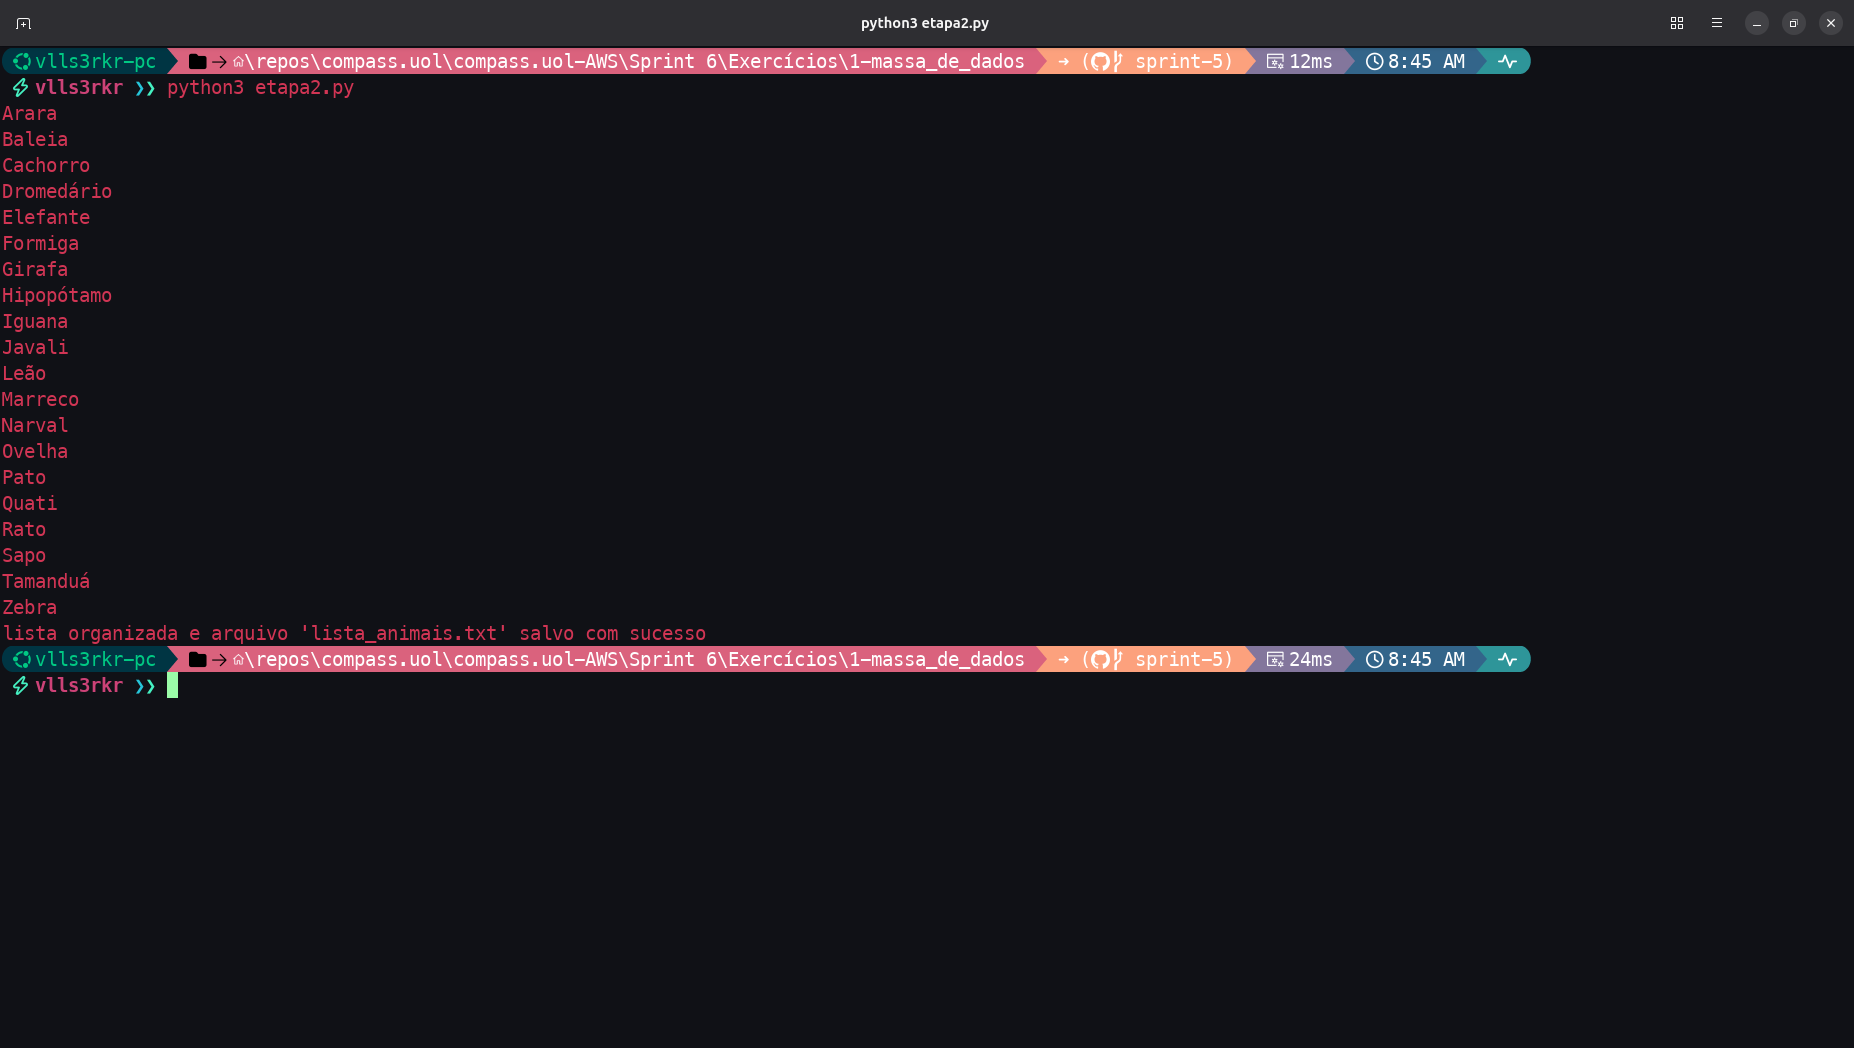 python3 etapa2.py
vlls3rkr-pc \repos\compass.uol\compass.uol-AWS\Sprint 6\Exercícios\1-massa_de_dados → ( sprint-5) 12ms 8:45 AM
vlls3rkr ❯❯ python3 etapa2.py
Arara
Baleia
Cachorro
Dromedário
Elefante
Formiga
Girafa
Hipopótamo
Iguana
Javali
Leão
Marreco
Narval
Ovelha
Pato
Quati
Rato
Sapo
Tamanduá
Zebra
lista organizada e arquivo 'lista_animais.txt' salvo com sucesso
vlls3rkr-pc \repos\compass.uol\compass.uol-AWS\Sprint 6\Exercícios\1-massa_de_dados → ( sprint-5) 24ms 8:45 AM
vlls3rkr ❯❯